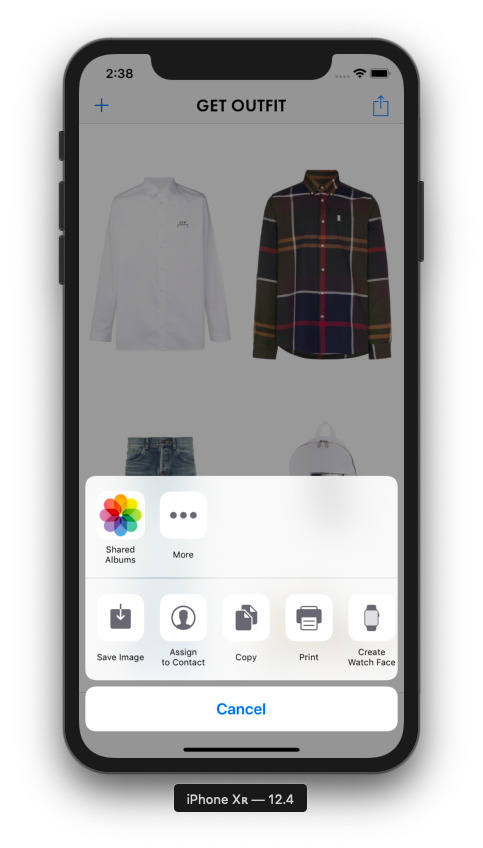 2:38
GET OUTFIT
Shared
Albums
More
Save Image
Assign
to Contact
Copy
Print
Create
Watch Face
Cancel
iPhone Xʀ — 12.4